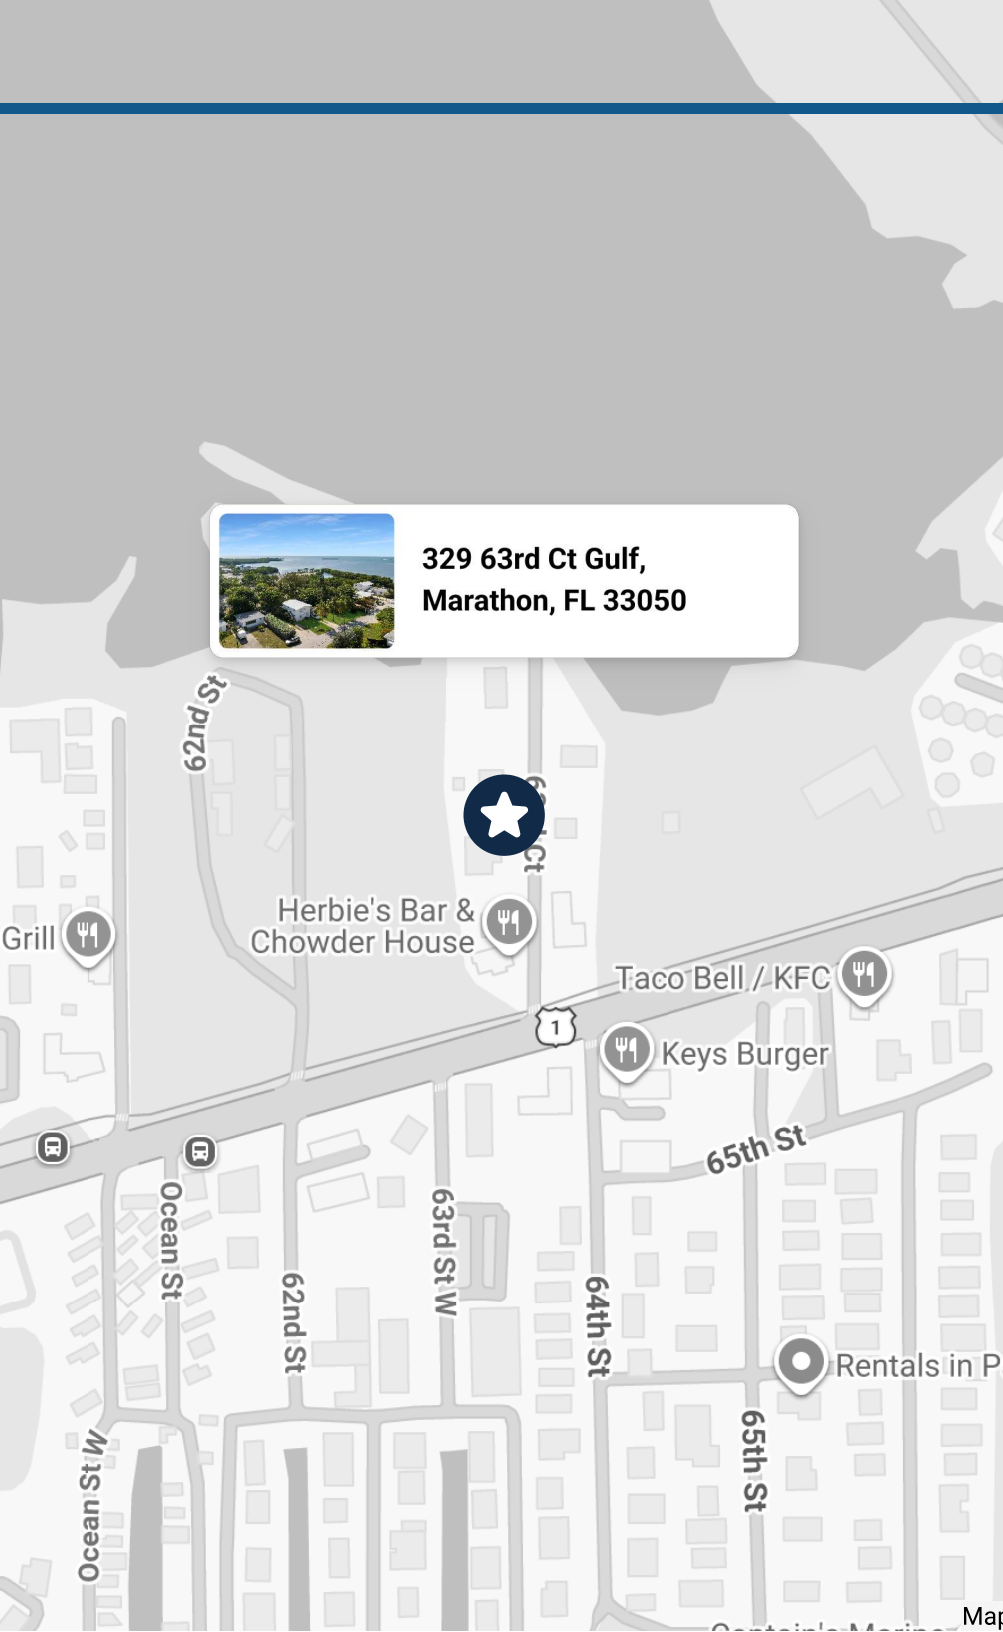 329 63rd Ct Gulf,
Marathon, FL 33050
62nd St
Herbie's Bar &
Chowder House
Grill
Taco Bell / KFC
1
Keys Burger
65th St
Ocean St
63rd St W
62nd St
64th St
Rentals in P
65th St
Ocean St W
Map